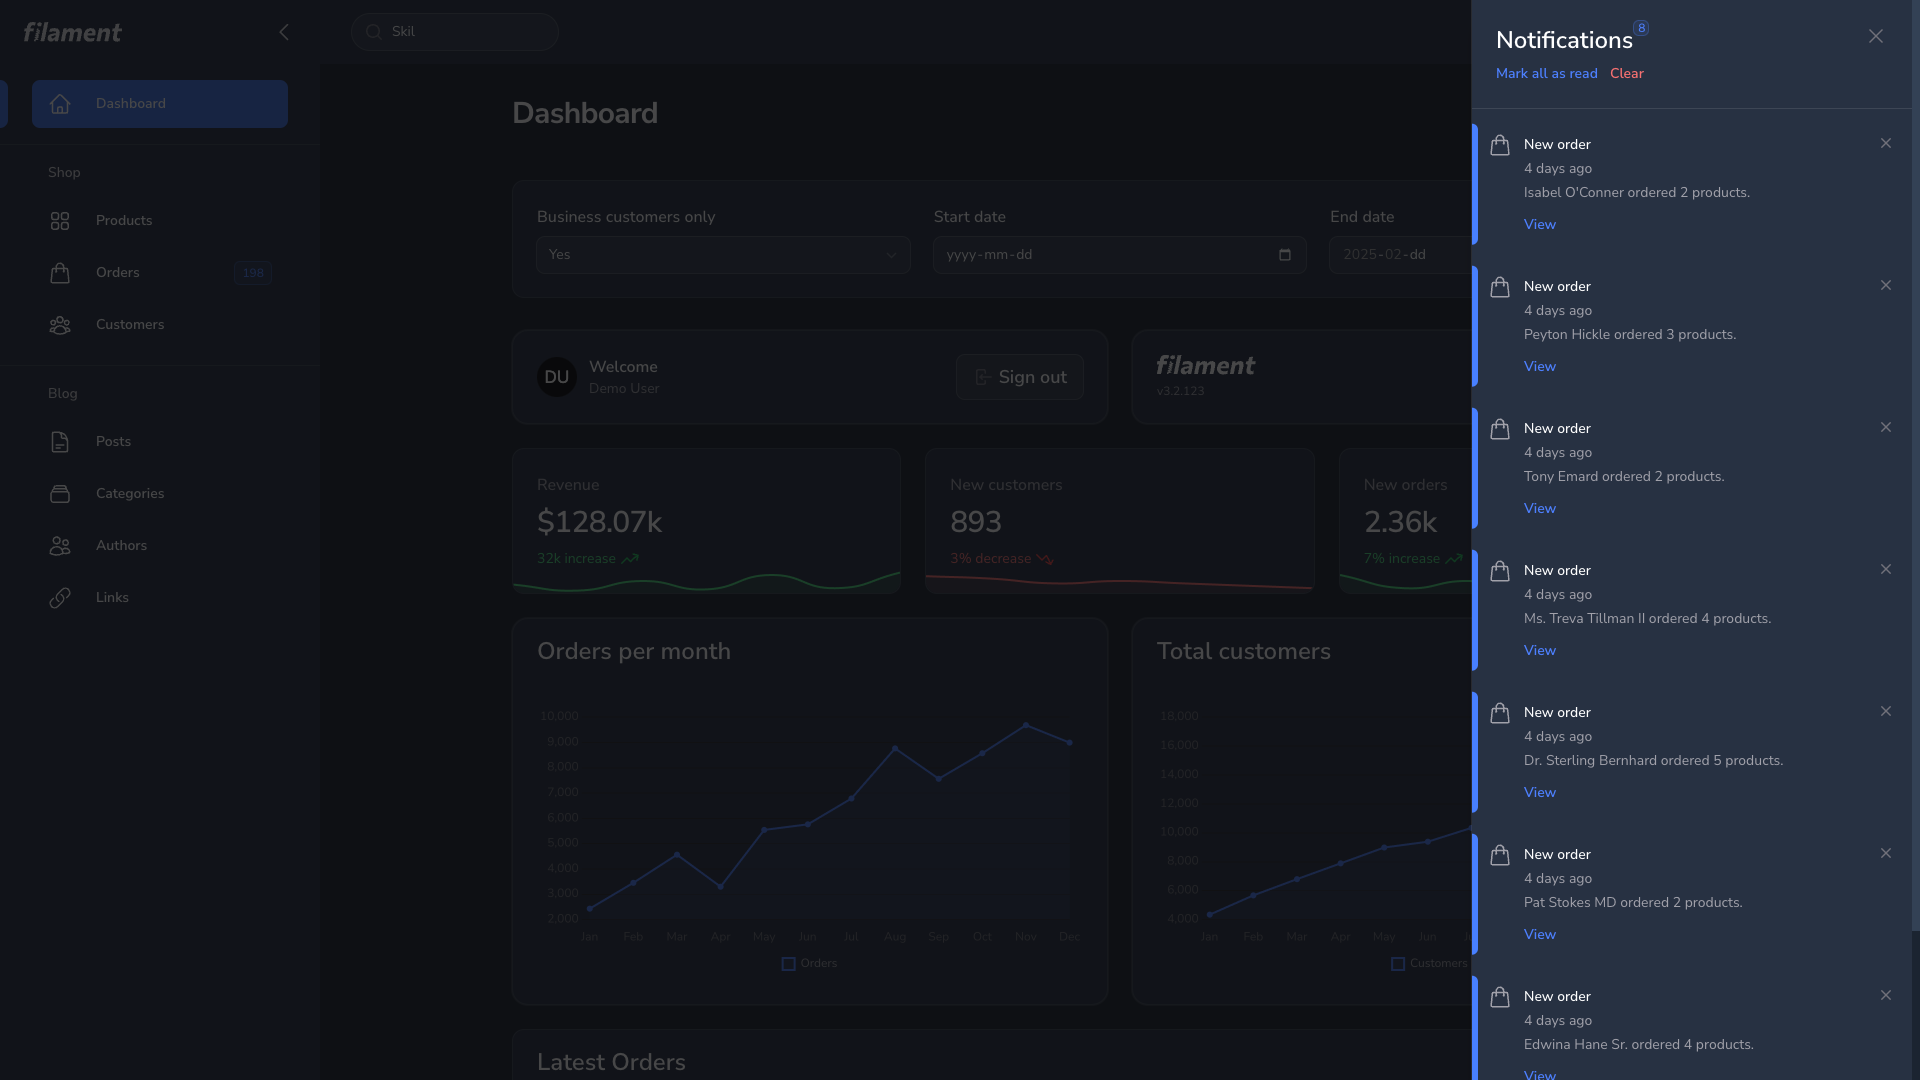 filament
Skil
Dashboard
Shop
Products
Orders 198
Customers
Blog
Posts
Categories
Authors
Links
Dashboard
Business customers only
Yes
Start date
yyyy-mm-dd
End date
2025-02-dd
DU
Welcome
Demo User
Sign out
filament
v3.2.123
Revenue
$128.07k
32k increase
New customers
893
3% decrease
New orders
2.36k
7% increase
Orders per month
10,000
9,000
8,000
7,000
6,000
5,000
4,000
3,000
2,000
Jan Feb Mar Apr May Jun Jul Aug Sep Oct Nov Dec
Orders
Total customers
18,000
16,000
14,000
12,000
10,000
8,000
6,000
4,000
Jan Feb Mar Apr May Jun
Customers
Latest Orders
Notifications 8
Mark all as read Clear
New order
4 days ago
Isabel O'Conner ordered 2 products.
View
New order
4 days ago
Peyton Hickle ordered 3 products.
View
New order
4 days ago
Tony Emard ordered 2 products.
View
New order
4 days ago
Ms. Treva Tillman II ordered 4 products.
View
New order
4 days ago
Dr. Sterling Bernhard ordered 5 products.
View
New order
4 days ago
Pat Stokes MD ordered 2 products.
View
New order
4 days ago
Edwina Hane Sr. ordered 4 products.
View